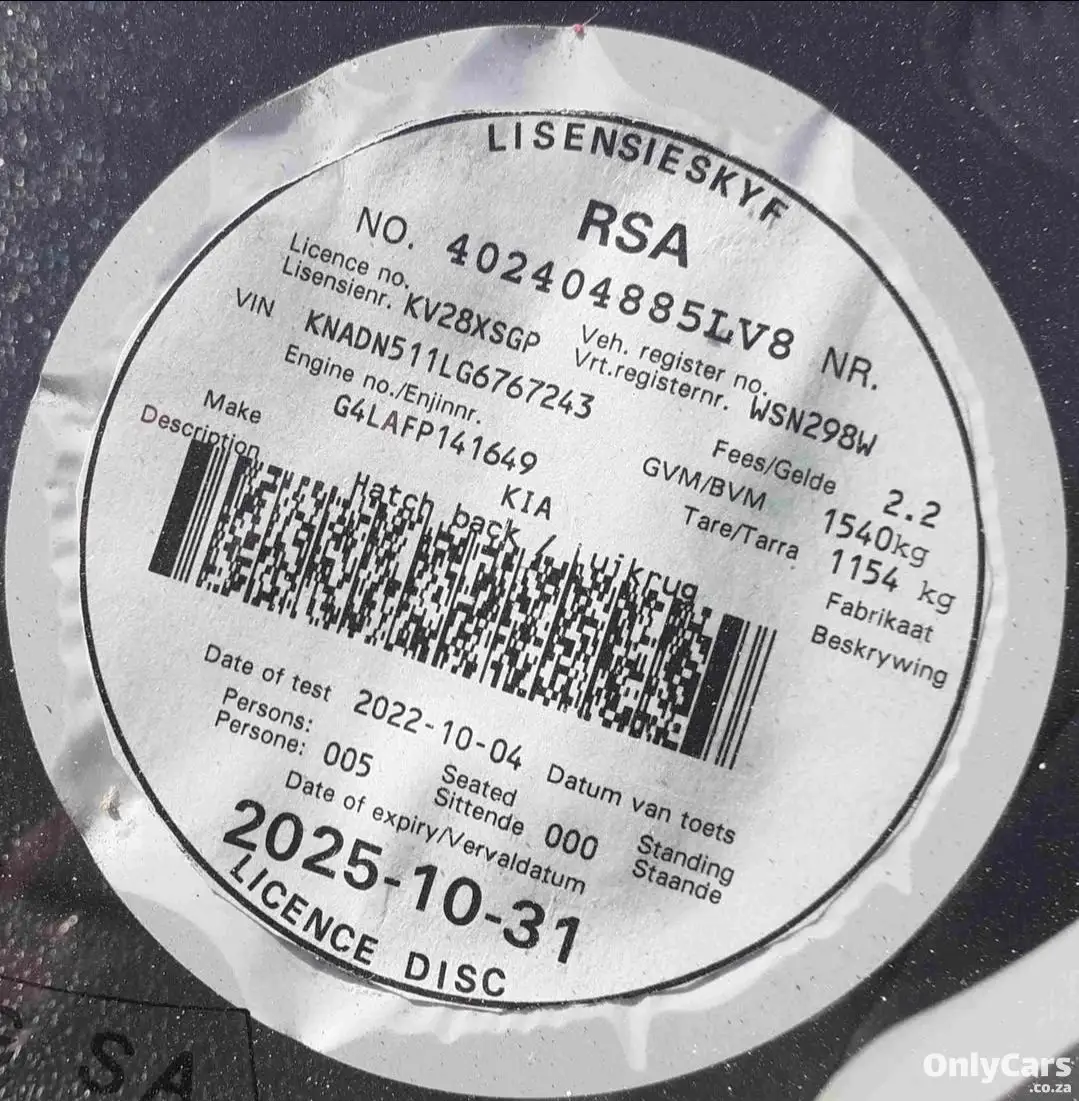 LISENSIESKYF
RSA
NO. 402404885LV8 NR.
Licence no. KV28XSGP Veh. register no. WSN298W
Lisensienr. Vrt.registernr.
VIN KNADN511LG6767243 Fees/Gelde 2.2
Engine no./Enjinnr. GVM/BVM 1540kg
G4LAFP141649 Tare/Tarra 1154 kg
Make KIA Fabrikaat
Description Hatch back / luikrug Beskrywing
Date of test 2022-10-04 Datum van toets
Persons: 005 Seated 000 Standing
Persone: Sittende Staande
Date of expiry/Vervaldatum
2025-10-31
LICENCE DISC
SA
OnlyCars
.co.za